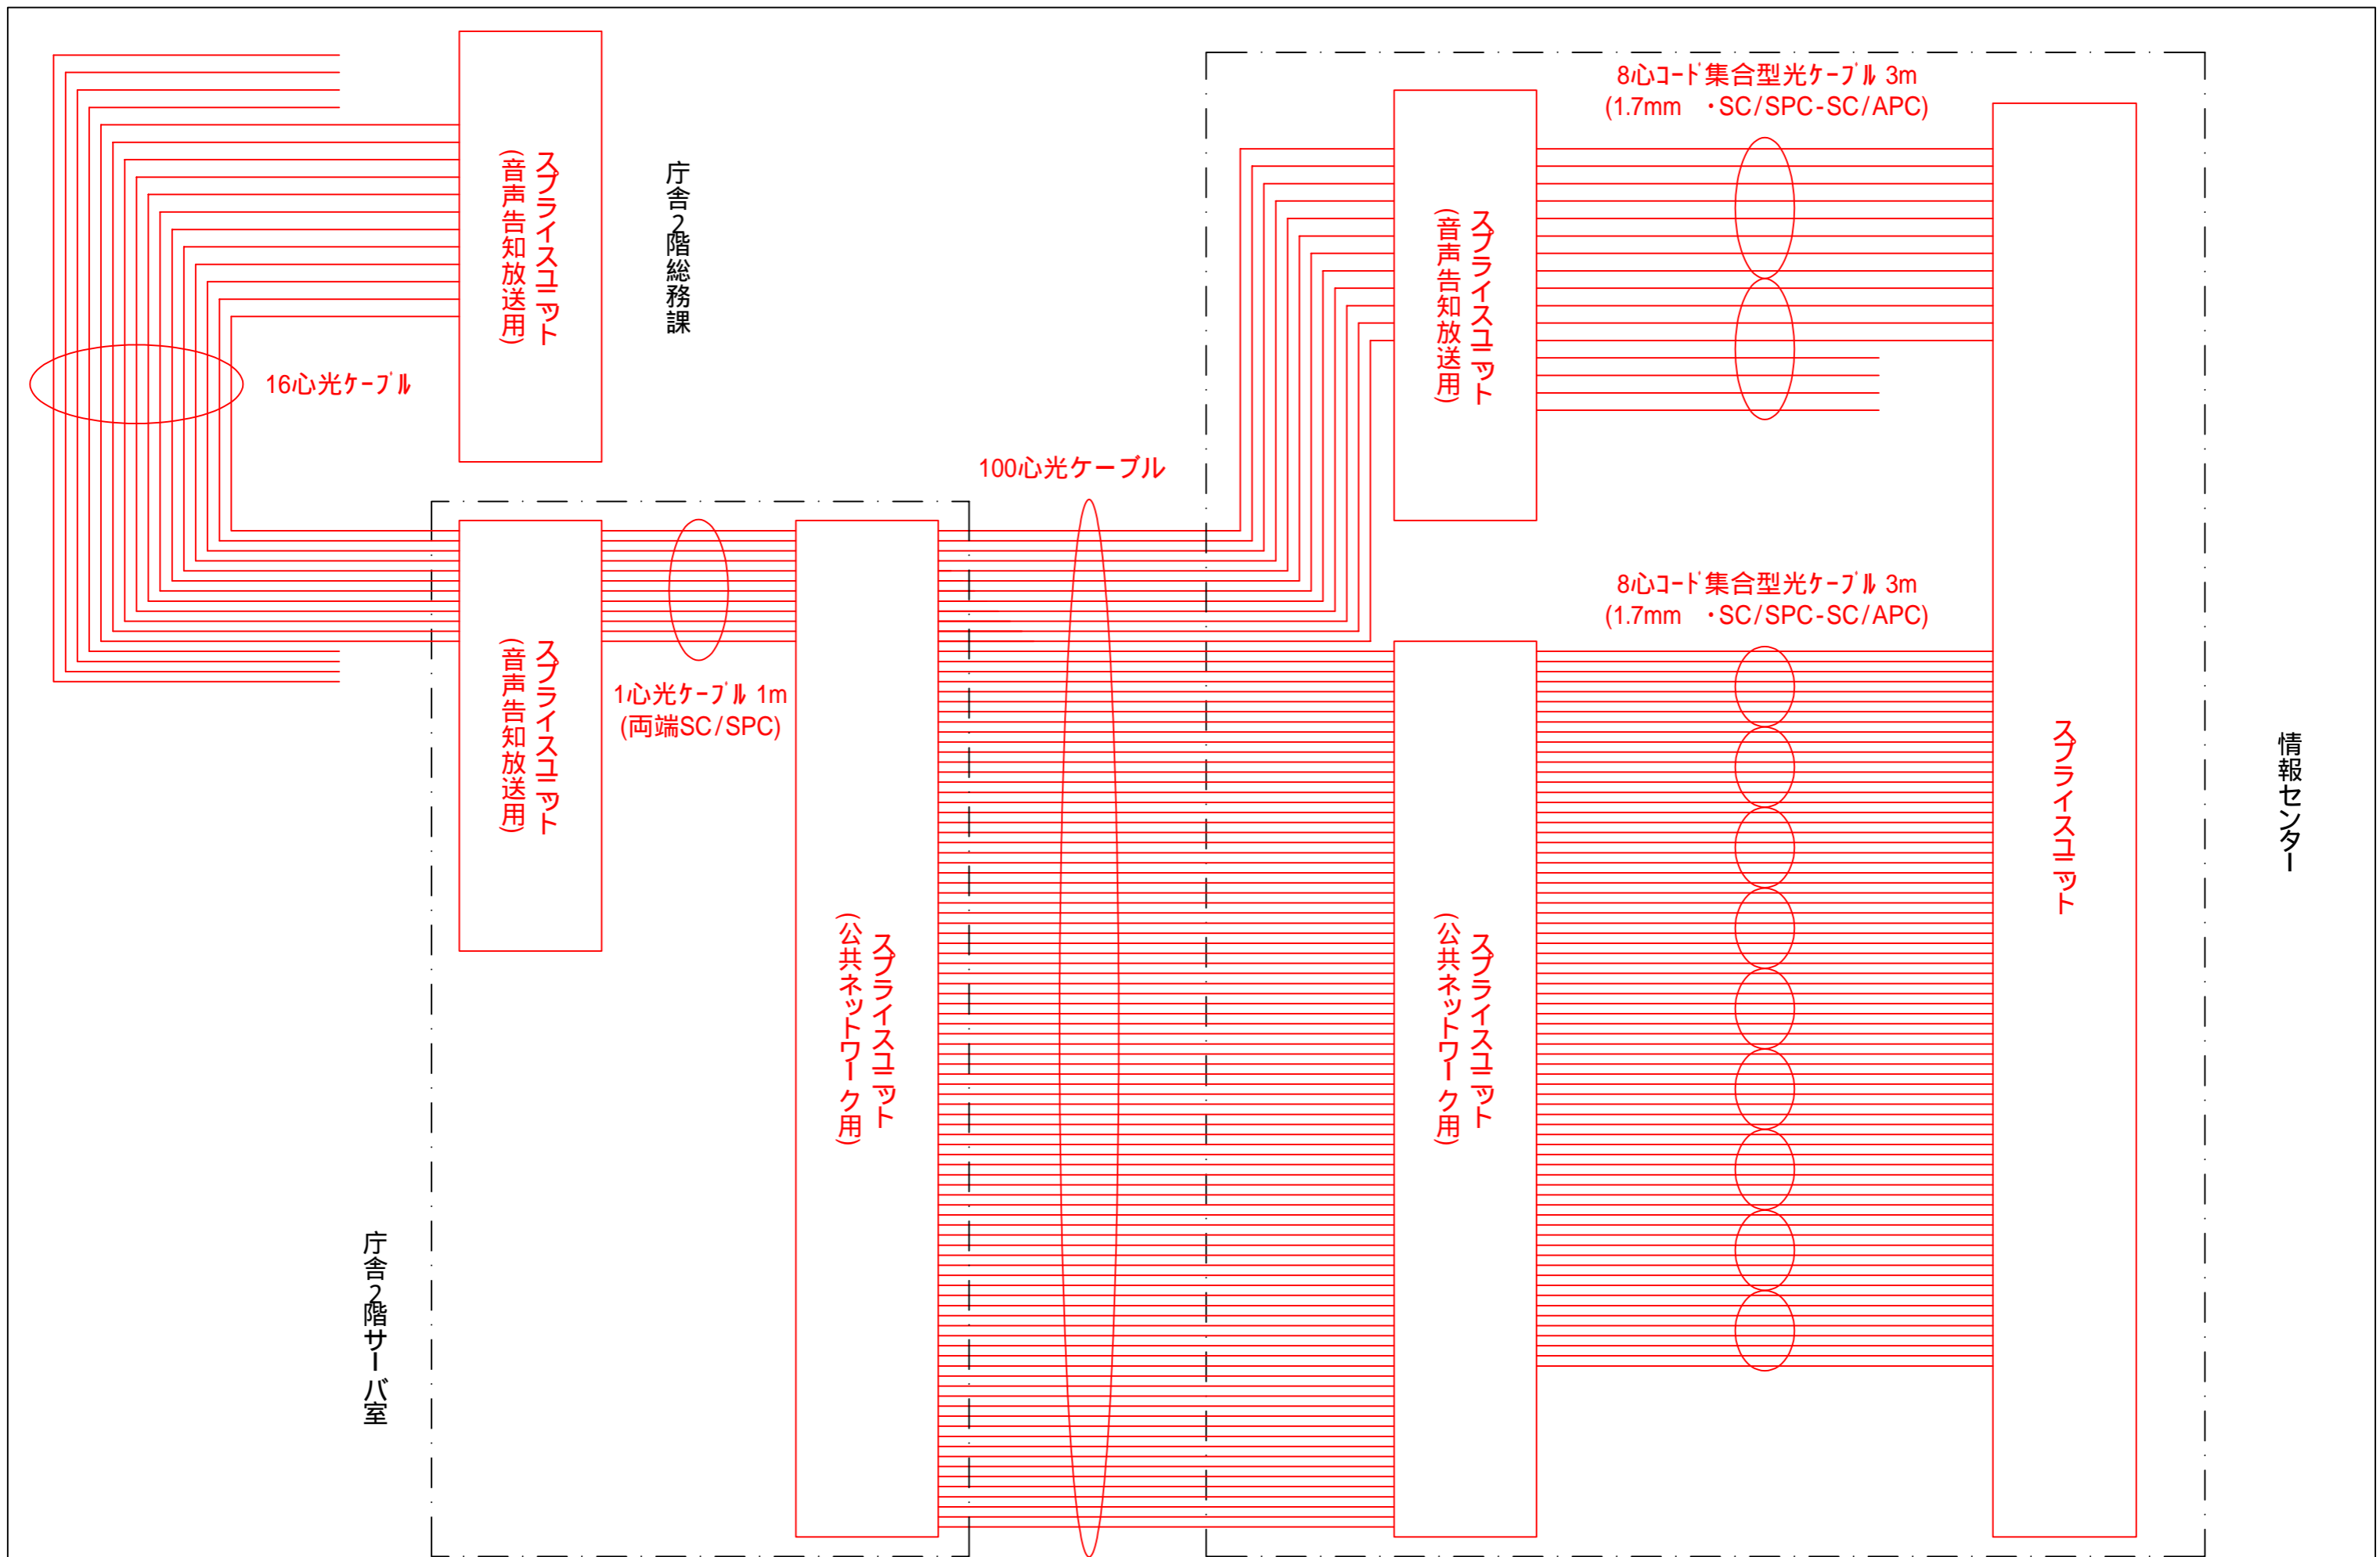 スプライスユニット
(音声告知放送用)
庁舎2階総務課
16心光ケーブル
8心コード集合型光ケーブル 3m
(1.7mm ・SC/SPC-SC/APC)
スプライスユニット
(音声告知放送用)
100心光ケーブル
スプライスユニット
(音声告知放送用)
1心光ケーブル 1m
(両端SC/SPC)
8心コード集合型光ケーブル 3m
(1.7mm ・SC/SPC-SC/APC)
スプライスユニット
(公共ネットワーク用)
スプライスユニット
(公共ネットワーク用)
スプライスユニット
情報センター
庁舎2階サーバ室